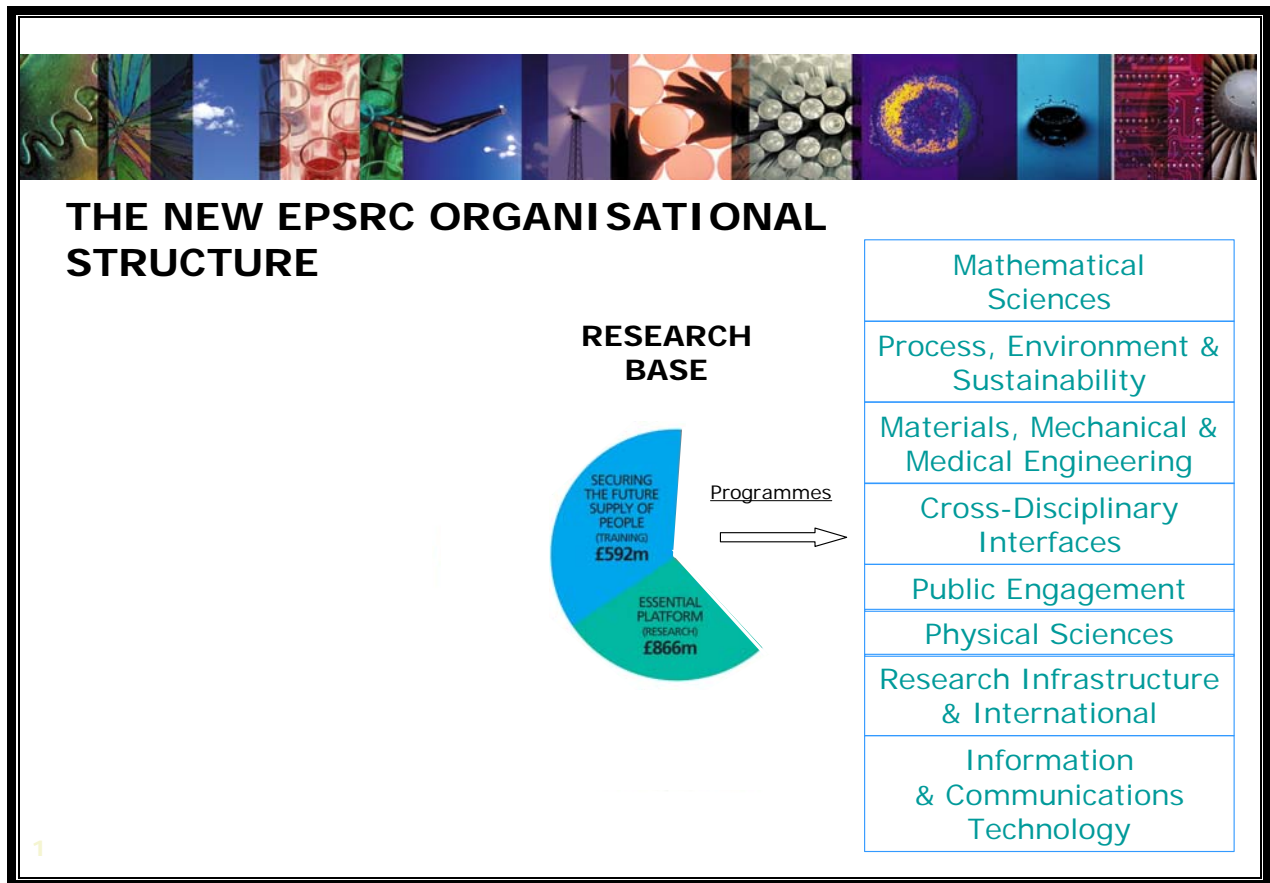 THE NEW EPSRC ORGANISATIONAL
STRUCTURE
RESEARCH
BASE
SECURING
THE FUTURE
SUPPLY OF
PEOPLE
(TRAINING)
£592m
ESSENTIAL
PLATFORM
(RESEARCH)
£866m
Programmes
Mathematical
Sciences
Process, Environment &
Sustainability
Materials, Mechanical &
Medical Engineering
Cross-Disciplinary
Interfaces
Public Engagement
Physical Sciences
Research Infrastructure
& International
Information
& Communications
Technology
1